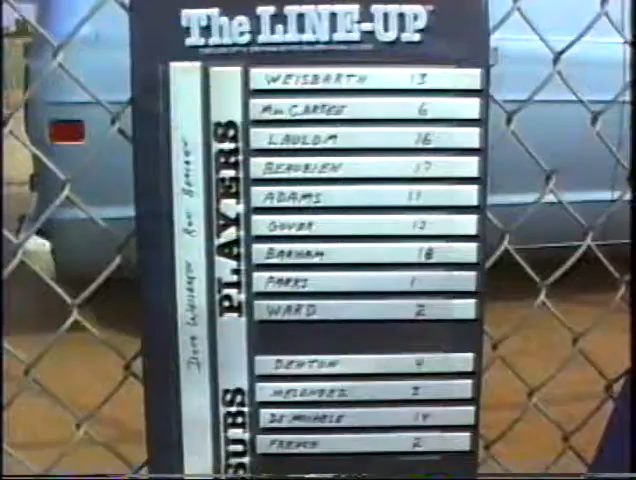 The LINE-UP
PLAYERS
WEISBARTH 13
MacCARTEE 6
LAULOM 16
BEAUBIEN 17
ADAMS 11
GOVER 12
BARHAM 18
PARKS 1
WARD 2
SUBS
DENTON 4
MELENDEZ 3
DE MICHELE 14
FRENCH 2